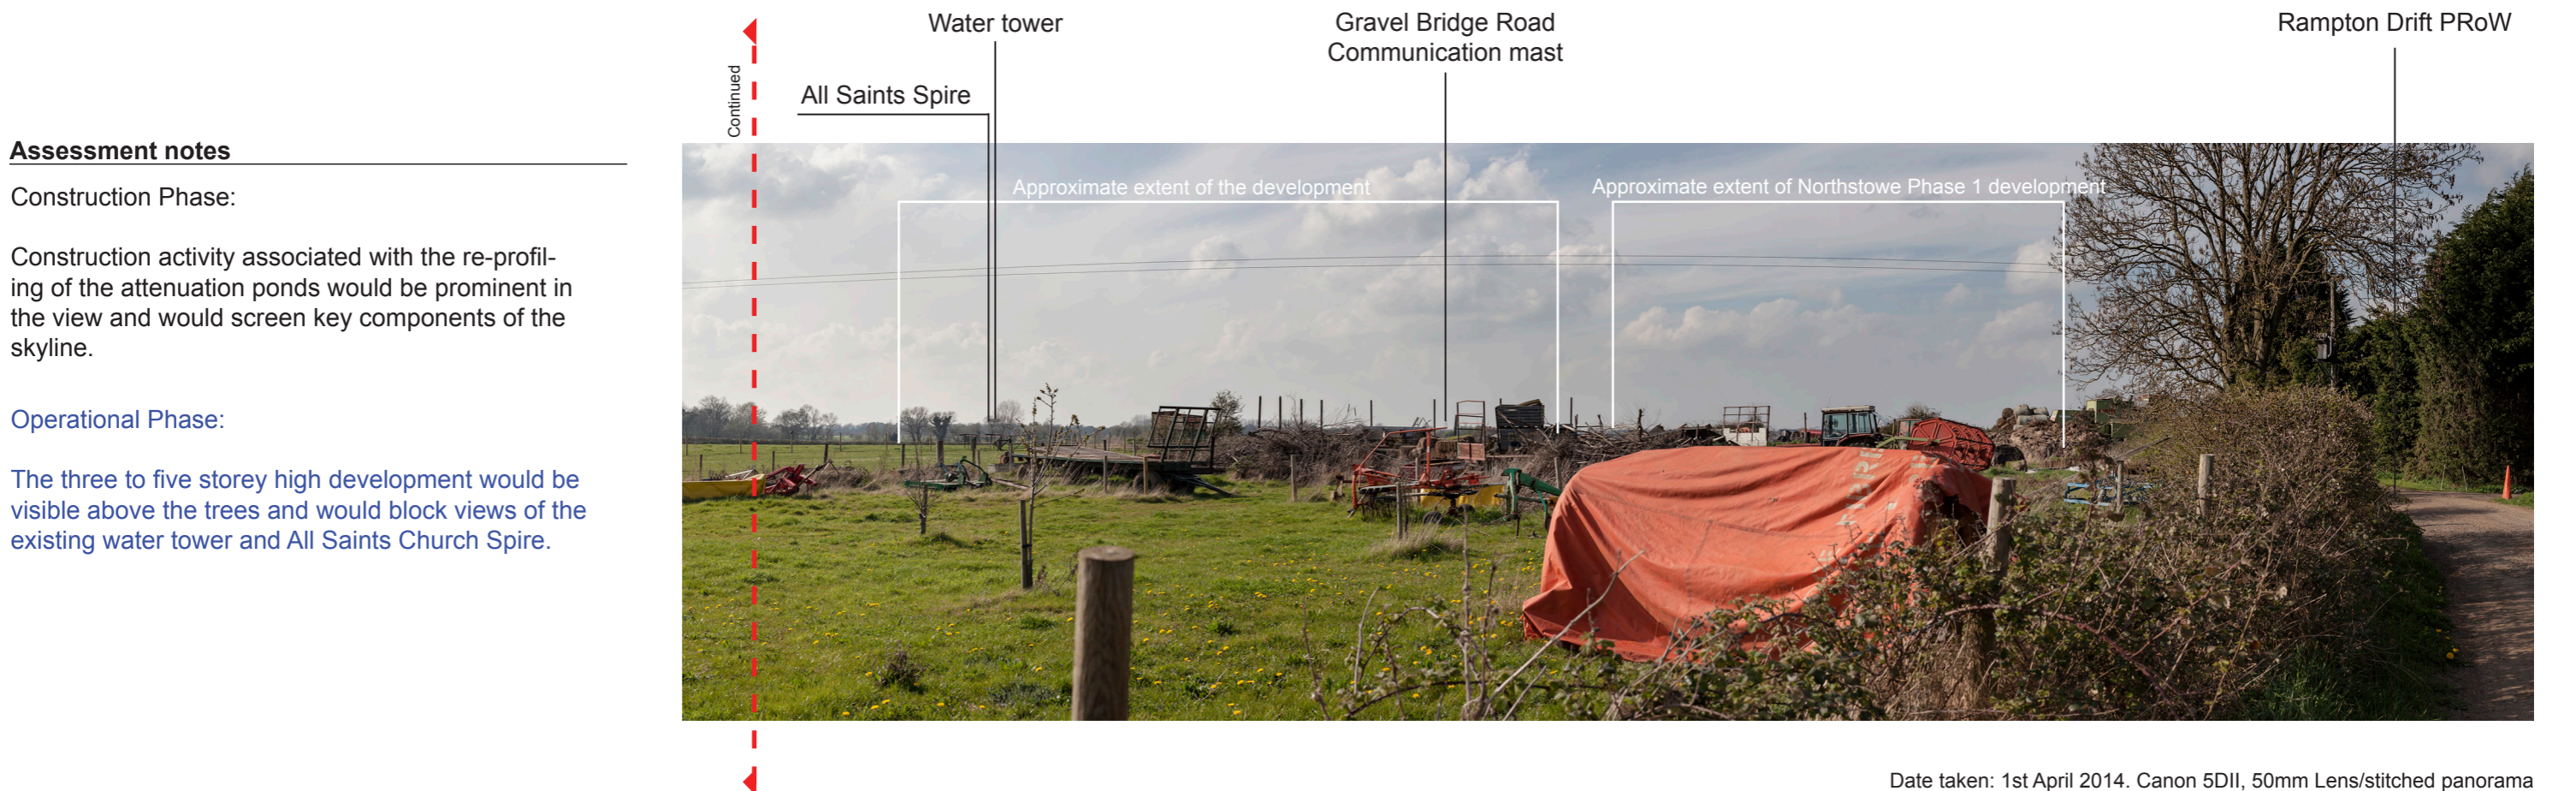 Water tower
Gravel Bridge Road
Communication mast
Rampton Drift PRoW
All Saints Spire
Continued
Assessment notes
Construction Phase:
Construction activity associated with the re-profil-
ing of the attenuation ponds would be prominent in
the view and would screen key components of the
skyline.
Operational Phase:
The three to five storey high development would be
visible above the trees and would block views of the
existing water tower and All Saints Church Spire.
Approximate extent of the development
Approximate extent of Northstowe Phase 1 development
Date taken: 1st April 2014. Canon 5DII, 50mm Lens/stitched panorama